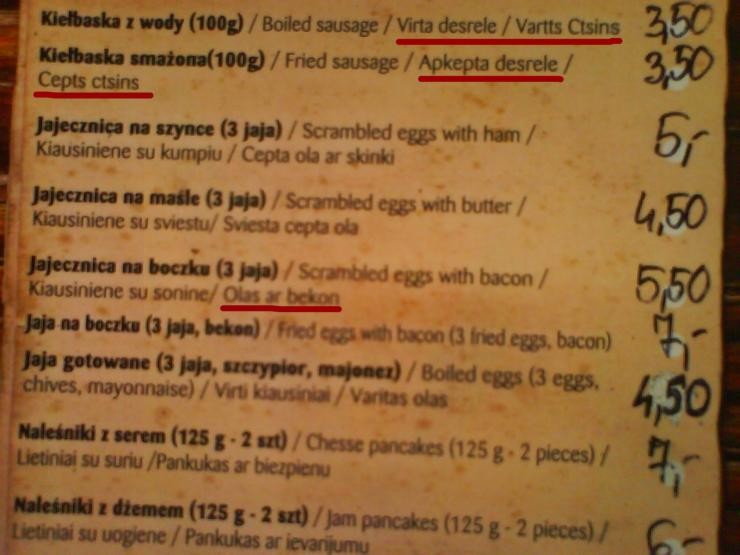 Kiełbaska z wody (100g) / Boiled sausage / Virta desrele / Vartts Ctsins 3,50
Kiełbaska smażona(100g) / Fried sausage / Apkepta desrele / 3,50
Cepts ctsins
Jajecznica na szynce (3 jaja) / Scrambled eggs with ham / 5,-
Kiausiniene su kumpiu / Cepta ola ar skinki
Jajecznica na maśle (3 jaja) / Scrambled eggs with butter / 4,50
Kiausiniene su sviestu/ Sviesta cepta ola
Jajecznica na boczku (3 jaja) / Scrambled eggs with bacon / 5,50
Kiausiniene su sonine/ Olas ar bekon
Jaja na boczku (3 jaja, bekon) / Fried eggs with bacon (3 fried eggs, bacon) 7,-
Jaja gotowane (3 jaja, szczypior, majonez) / Boiled eggs (3 eggs, 4,50
chives, mayonnaise) / Virti kiausiniai / Varitas olas
Naleśniki z serem (125 g - 2 szt) / Chesse pancakes (125 g - 2 pieces) / 7,-
Lietiniai su suriu /Pankukas ar biezpienu
Naleśniki z dżemem (125 g - 2 szt) / Jam pancakes (125 g - 2 pieces) / 6,-
Lietiniai su uogiene / Pankukas ar ievarijumu